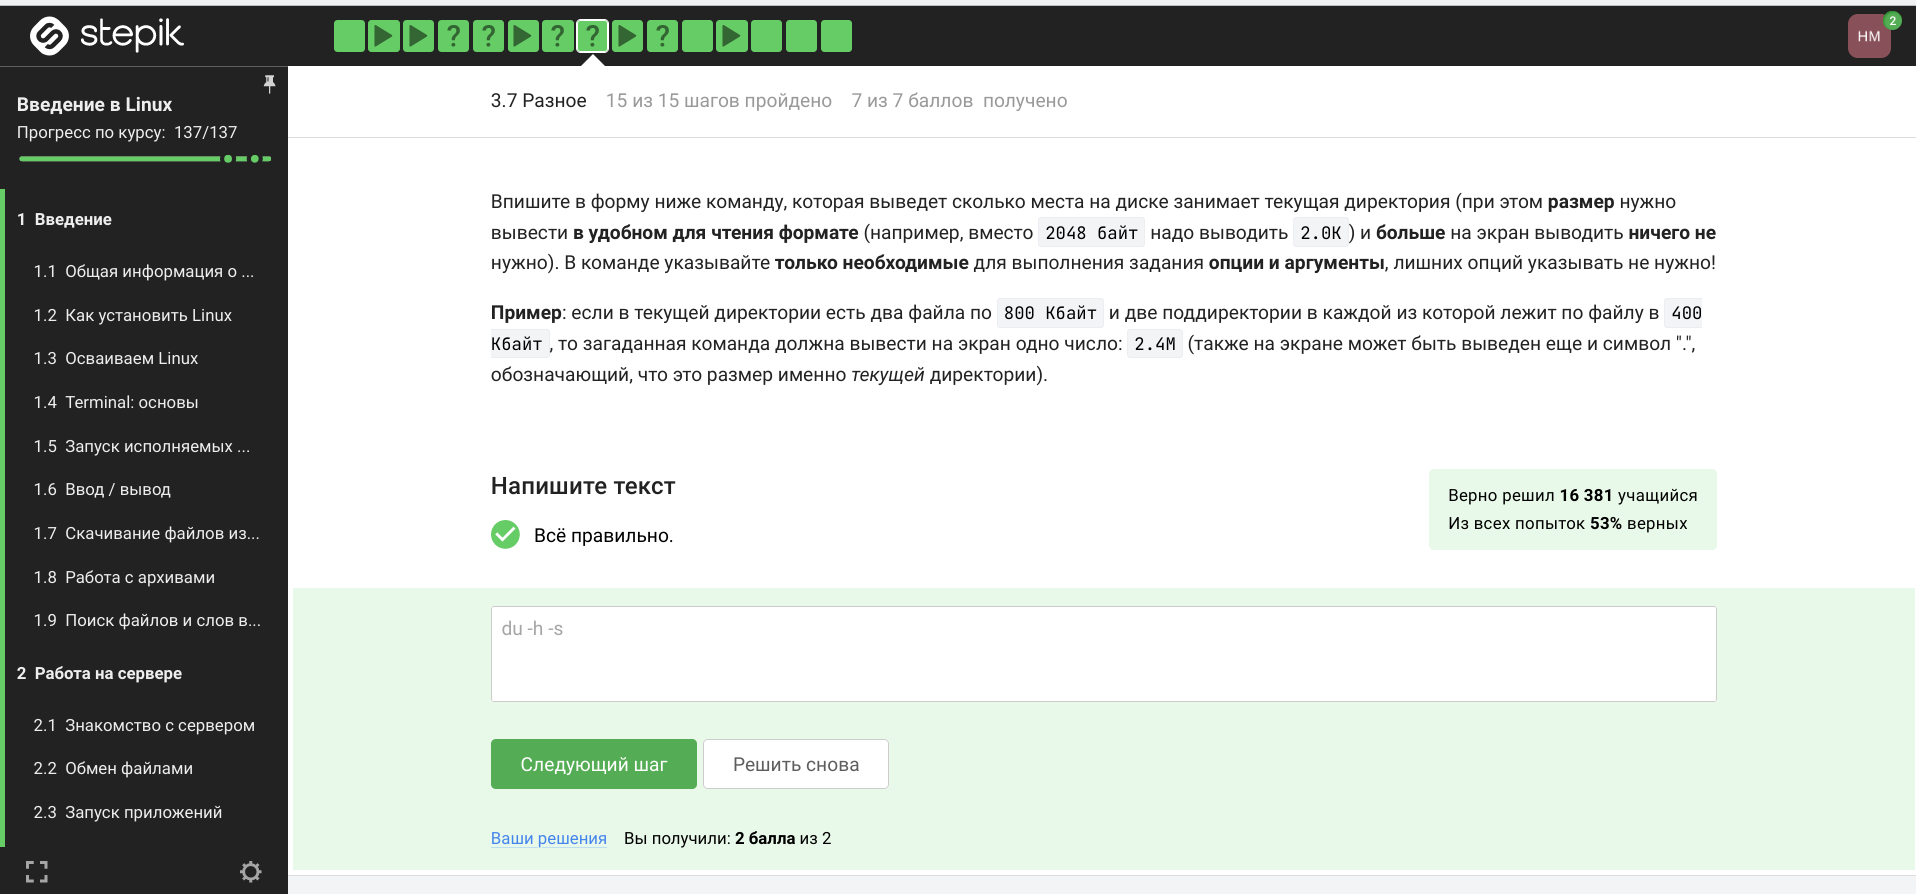 stepik
? ? ? ? ?
НМ
2
Введение в Linux
Прогресс по курсу: 137/137
1 Введение
1.1 Общая информация о ...
1.2 Как установить Linux
1.3 Осваиваем Linux
1.4 Terminal: основы
1.5 Запуск исполняемых ...
1.6 Ввод / вывод
1.7 Скачивание файлов из...
1.8 Работа с архивами
1.9 Поиск файлов и слов в...
2 Работа на сервере
2.1 Знакомство с сервером
2.2 Обмен файлами
2.3 Запуск приложений
3.7 Разное 15 из 15 шагов пройдено 7 из 7 баллов получено
Впишите в форму ниже команду, которая выведет сколько места на диске занимает текущая директория (при этом размер нужно
вывести в удобном для чтения формате (например, вместо 2048 байт надо выводить 2.0K ) и больше на экран выводить ничего не
нужно). В команде указывайте только необходимые для выполнения задания опции и аргументы, лишних опций указывать не нужно!
Пример: если в текущей директории есть два файла по 800 Кбайт и две поддиректории в каждой из которой лежит по файлу в 400
Кбайт , то загаданная команда должна вывести на экран одно число: 2.4M (также на экране может быть выведен еще и символ ".",
обозначающий, что это размер именно текущей директории).
Напишите текст
Всё правильно.
Верно решил 16 381 учащийся
Из всех попыток 53% верных
du -h -s
Следующий шаг
Решить снова
Ваши решения Вы получили: 2 балла из 2